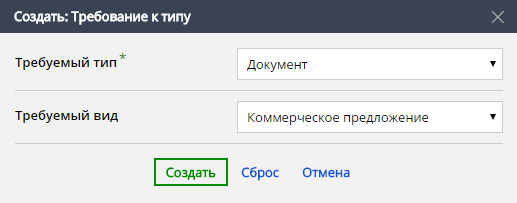 Создать: Требование к типу
Требуемый тип * Документ
Требуемый вид Коммерческое предложение
Создать Сброс Отмена